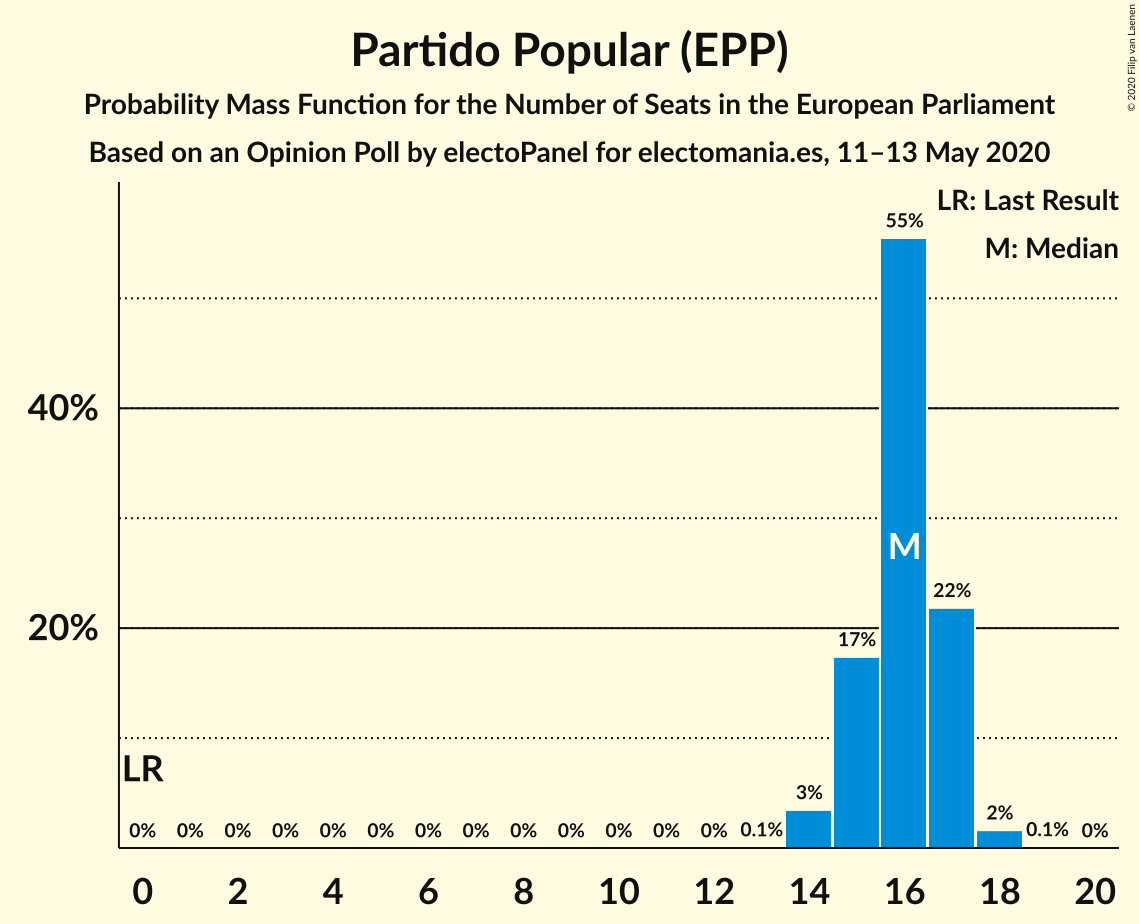 Partido Popular (EPP)
Probability Mass Function for the Number of Seats in the European Parliament
Based on an Opinion Poll by electoPanel for electomania.es, 11–13 May 2020
© 2020 Filip van Laenen
LR: Last Result
M: Median
55%
40%
M
22%
20%
17%
LR
3%
2%
0% 0% 0% 0% 0% 0% 0% 0% 0% 0% 0% 0% 0% 0.1% 0.1% 0%
0 2 4 6 8 10 12 14 16 18 20